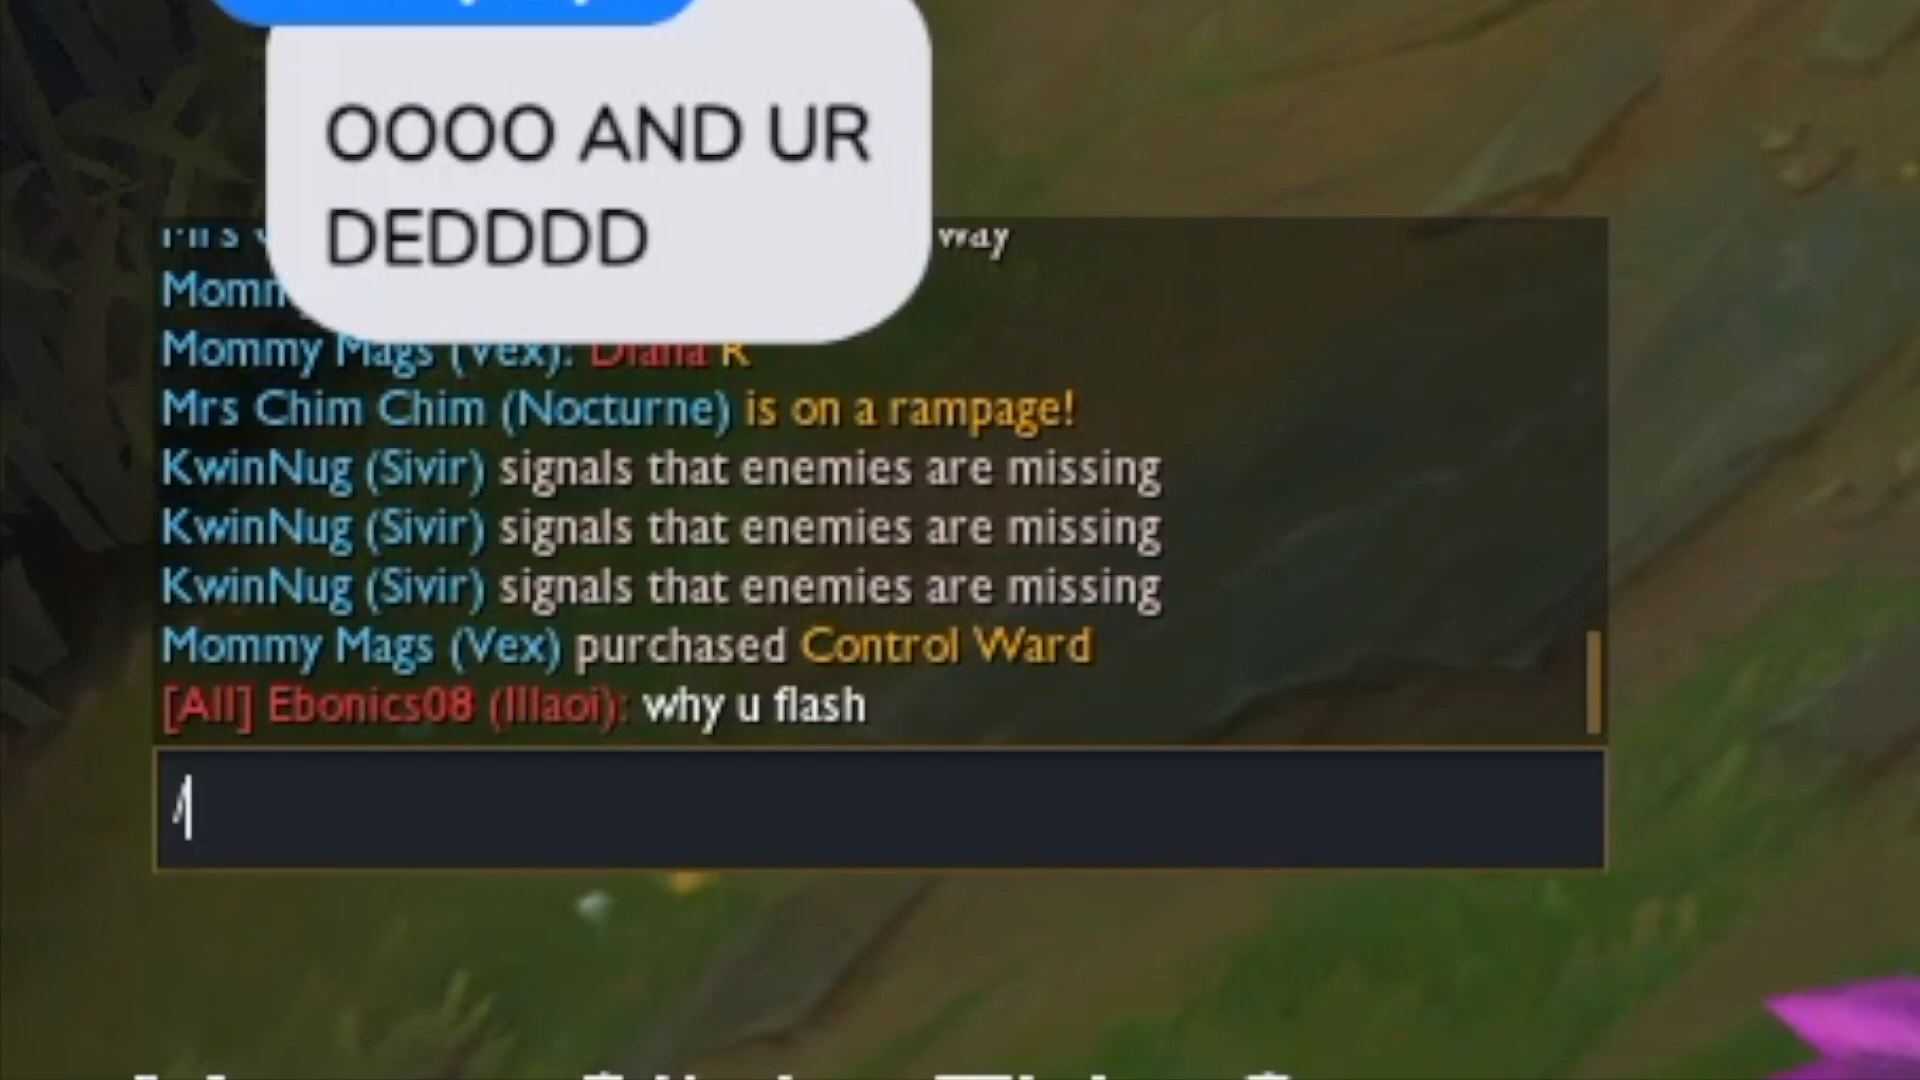 OOOO AND UR
DEDDDD
way
Mommy Mags (Vex): Diana R
Mrs Chim Chim (Nocturne) is on a rampage!
KwinNug (Sivir) signals that enemies are missing
KwinNug (Sivir) signals that enemies are missing
KwinNug (Sivir) signals that enemies are missing
Mommy Mags (Vex) purchased Control Ward
[All] Ebonics08 (Illaoi): why u flash
/